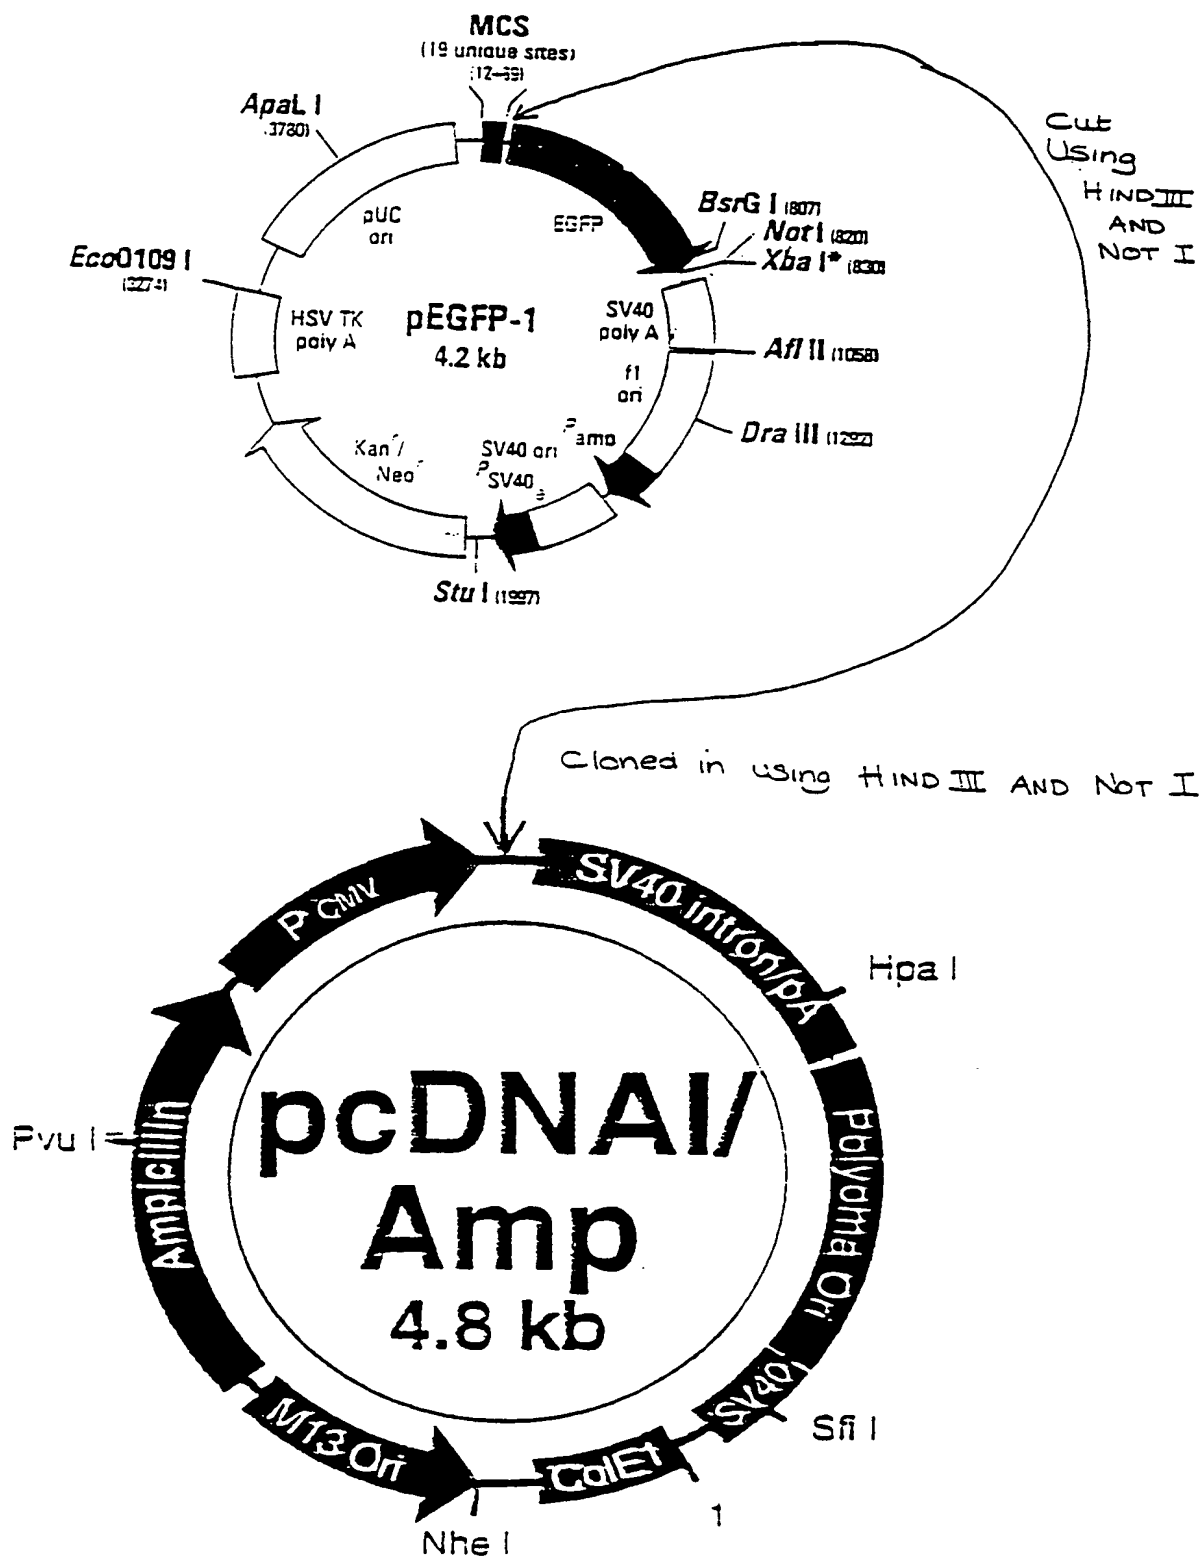 MCS
(19 unique sites)
(12–89)
ApaL I
(3780)
Cut
Using
HIND III
AND
NOT I
pUC
ori
EGFP
BsrG I (807)
Not I (820)
Xba I* (830)
EcoO109 I
(3274)
HSV TK
poly A
pEGFP-1
4.2 kb
SV40
poly A
Afl II (1058)
f1
ori
Dra III (1292)
P amp
SV40 ori
P SV40 e
Kan r/
Neo r
Stu I (1997)
Cloned in using HIND III AND NOT I
P CMV
SV40 intron/pA
Hpa I
pcDNAI/
Amp
4.8 kb
Pvu I
Ampicillin
Polyoma Ori
SV40
Sfi I
M13 Ori
ColE1
1
Nhe I